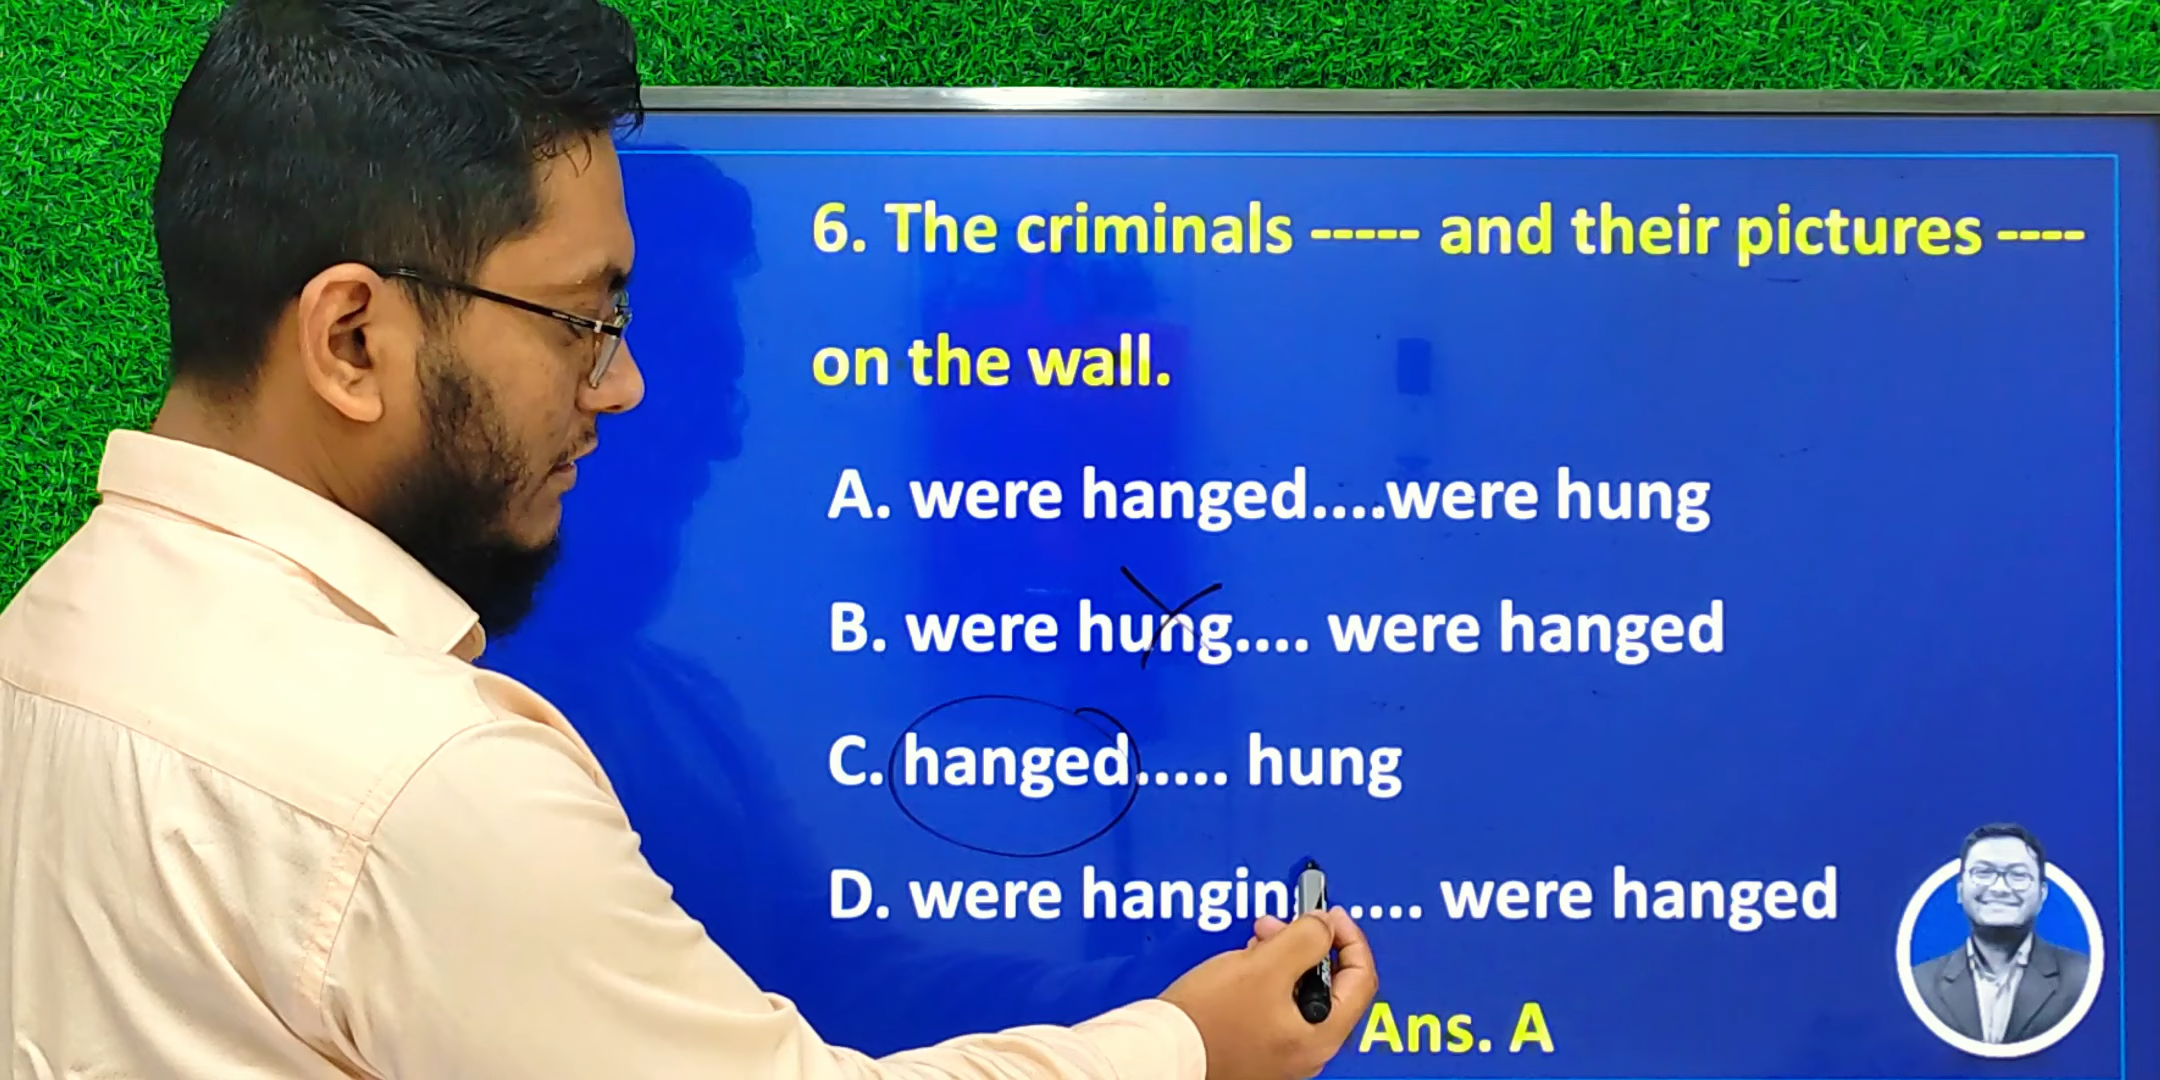 6. The criminals ----- and their pictures ----
on the wall.
A. were hanged....were hung
B. were hung.... were hanged
C. hanged..... hung
D. were hangin .... were hanged
Ans. A